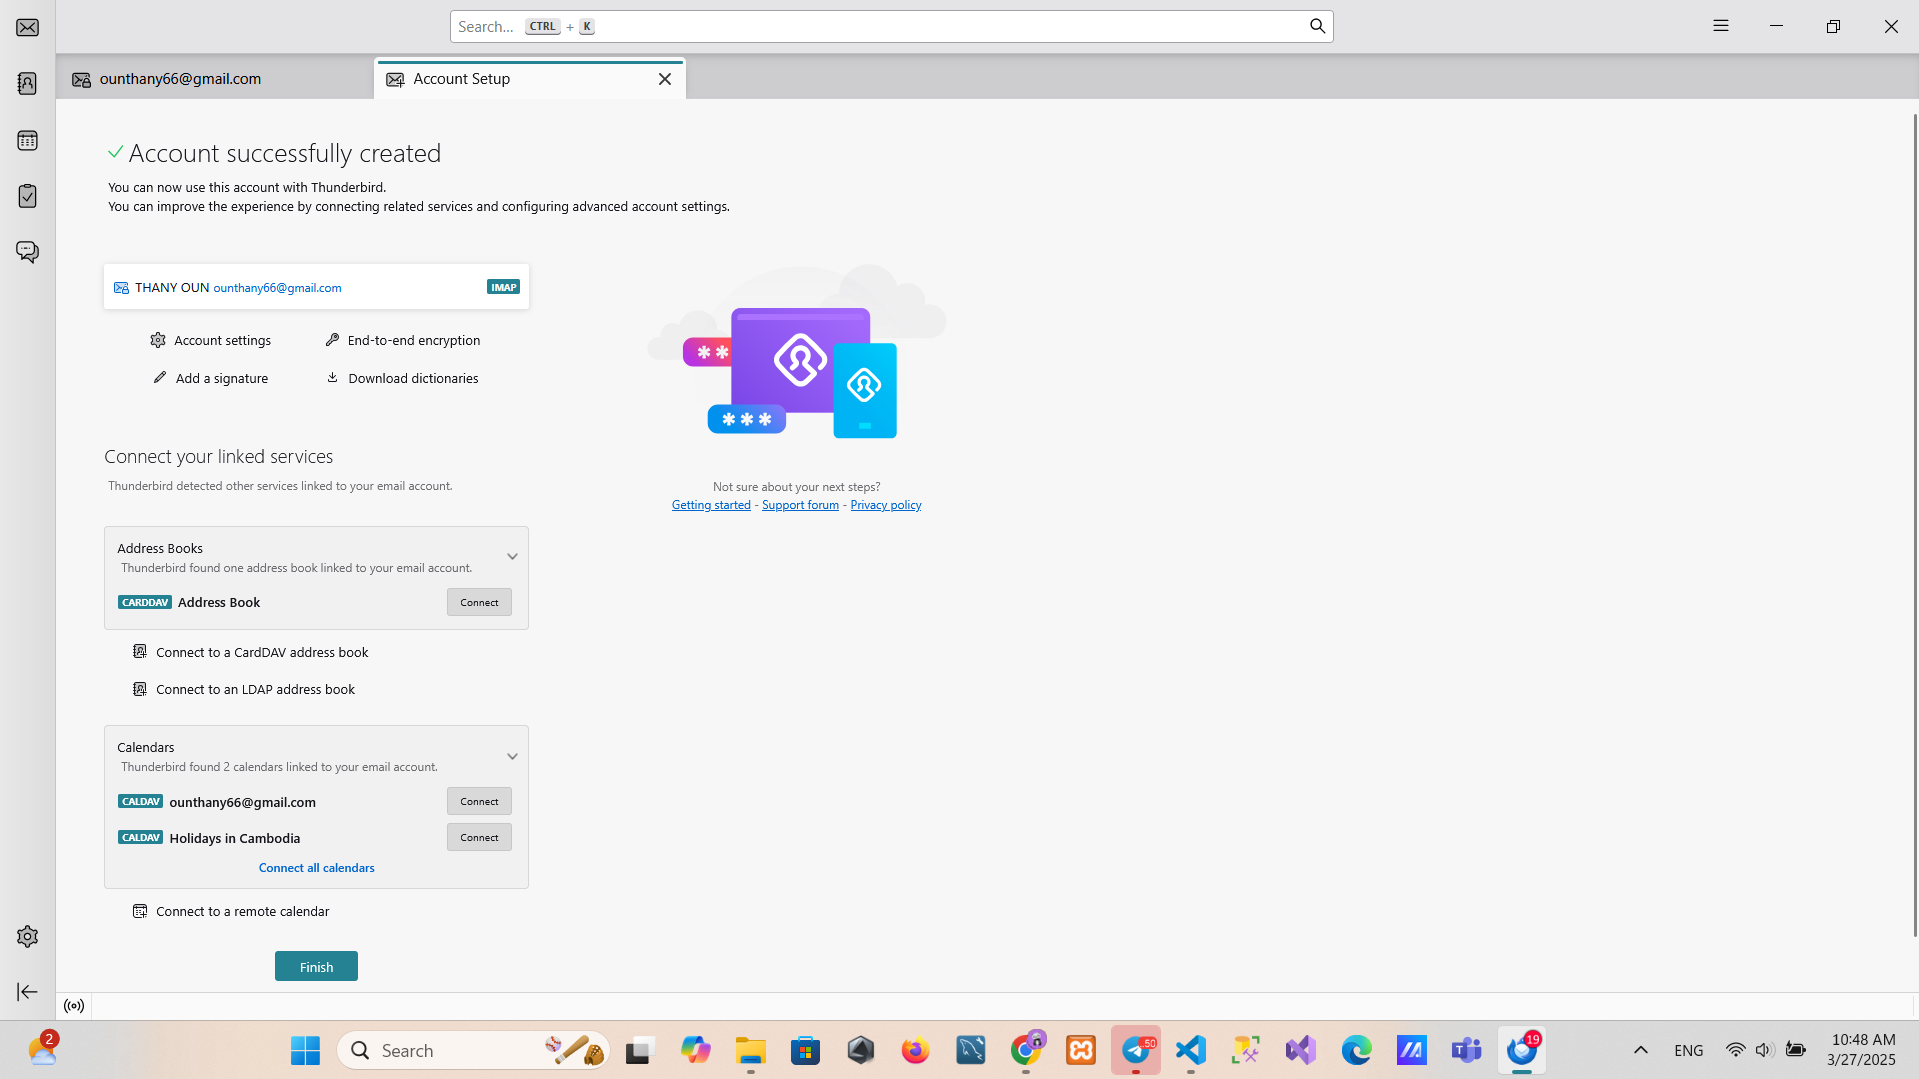 Search... CTRL + K
ounthany66@gmail.com
Account Setup
Account successfully created
You can now use this account with Thunderbird.
You can improve the experience by connecting related services and configuring advanced account settings.
THANY OUN ounthany66@gmail.com IMAP
Account settings
End-to-end encryption
Add a signature
Download dictionaries
* *
* * *
Connect your linked services
Thunderbird detected other services linked to your email account.
Not sure about your next steps?
Getting started - Support forum - Privacy policy
Address Books
Thunderbird found one address book linked to your email account.
CARDDAV Address Book Connect
Connect to a CardDAV address book
Connect to an LDAP address book
Calendars
Thunderbird found 2 calendars linked to your email account.
CALDAV ounthany66@gmail.com Connect
CALDAV Holidays in Cambodia Connect
Connect all calendars
Connect to a remote calendar
Finish
2
Search
.50
19
ENG
10:48 AM
3/27/2025